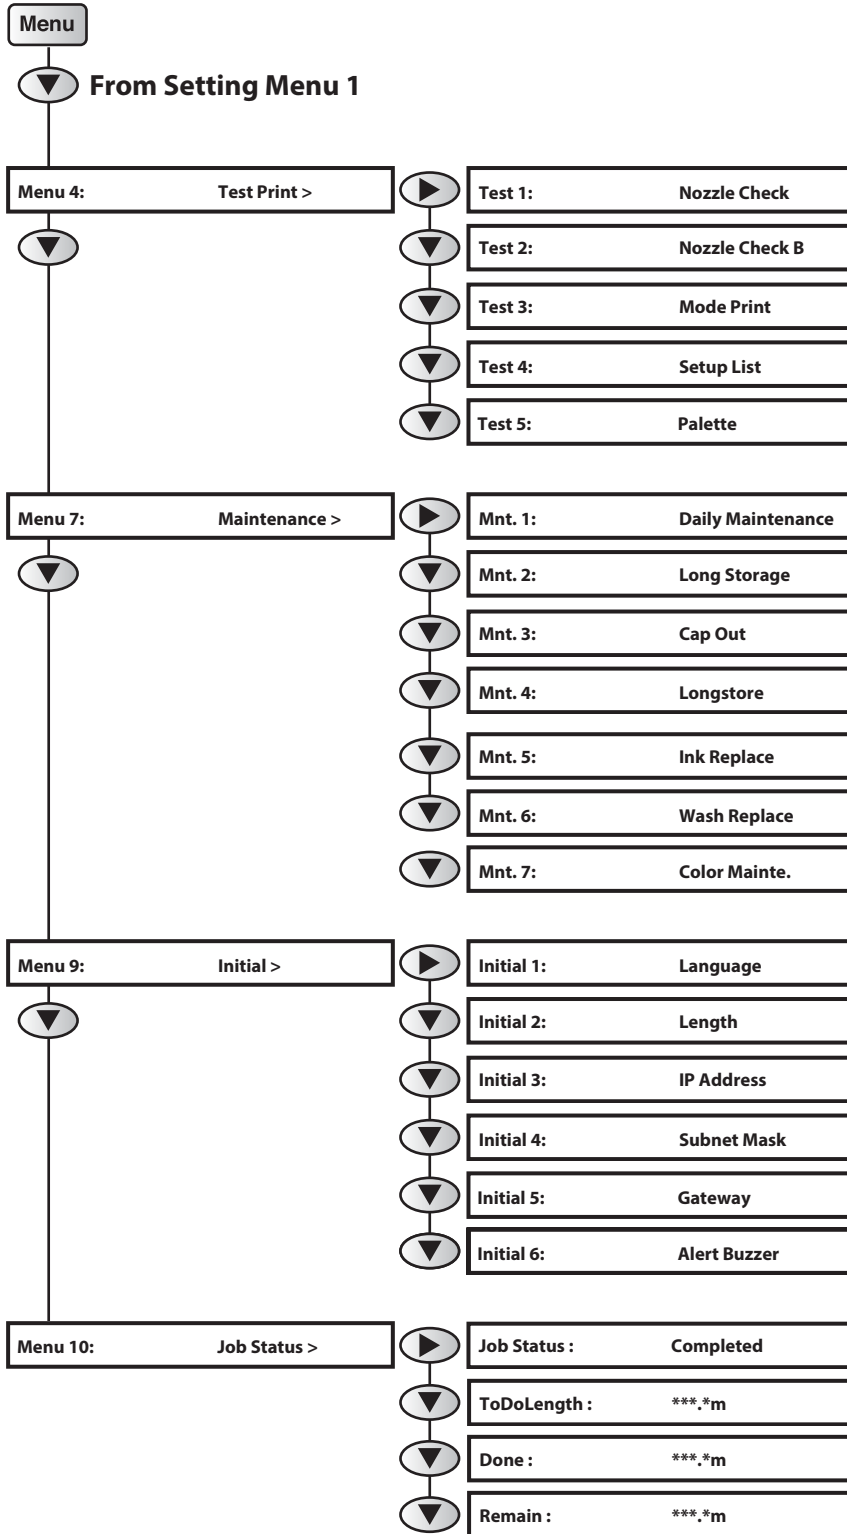 Menu
From Setting Menu 1
Menu 4: Test Print >
Test 1: Nozzle Check
Test 2: Nozzle Check B
Test 3: Mode Print
Test 4: Setup List
Test 5: Palette
Menu 7: Maintenance >
Mnt. 1: Daily Maintenance
Mnt. 2: Long Storage
Mnt. 3: Cap Out
Mnt. 4: Longstore
Mnt. 5: Ink Replace
Mnt. 6: Wash Replace
Mnt. 7: Color Mainte.
Menu 9: Initial >
Initial 1: Language
Initial 2: Length
Initial 3: IP Address
Initial 4: Subnet Mask
Initial 5: Gateway
Initial 6: Alert Buzzer
Menu 10: Job Status >
Job Status : Completed
ToDoLength : ***.*m
Done : ***.*m
Remain : ***.*m